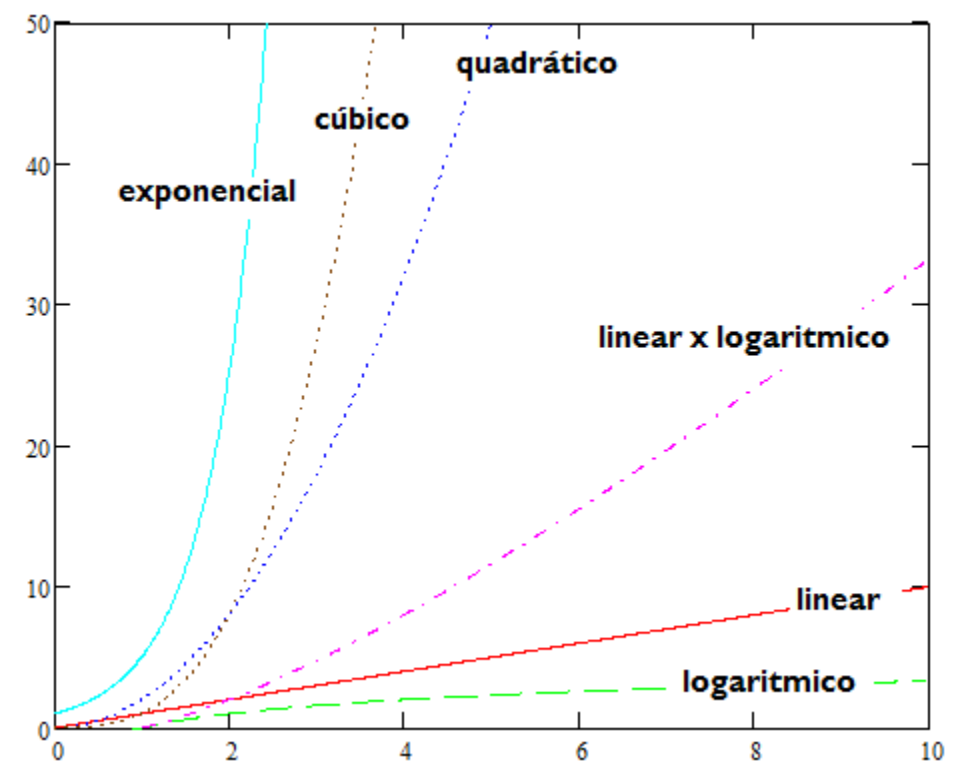 50
quadrático
cúbico
40
exponencial
30
linear x logaritmico
20
10
linear
logaritmico
0
0 2 4 6 8 10